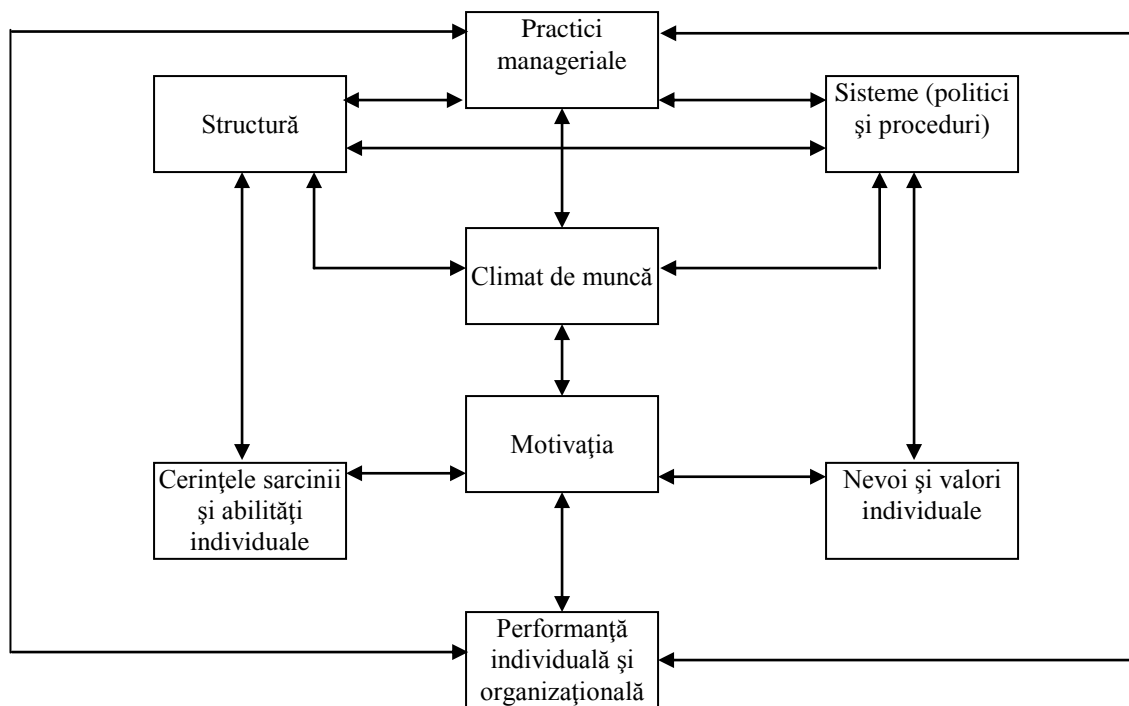 Practici
manageriale
Structură
Sisteme (politici
şi proceduri)
Climat de muncă
Motivaţia
Cerinţele sarcinii
şi abilităţi
individuale
Nevoi şi valori
individuale
Performanţă
individuală şi
organizaţională